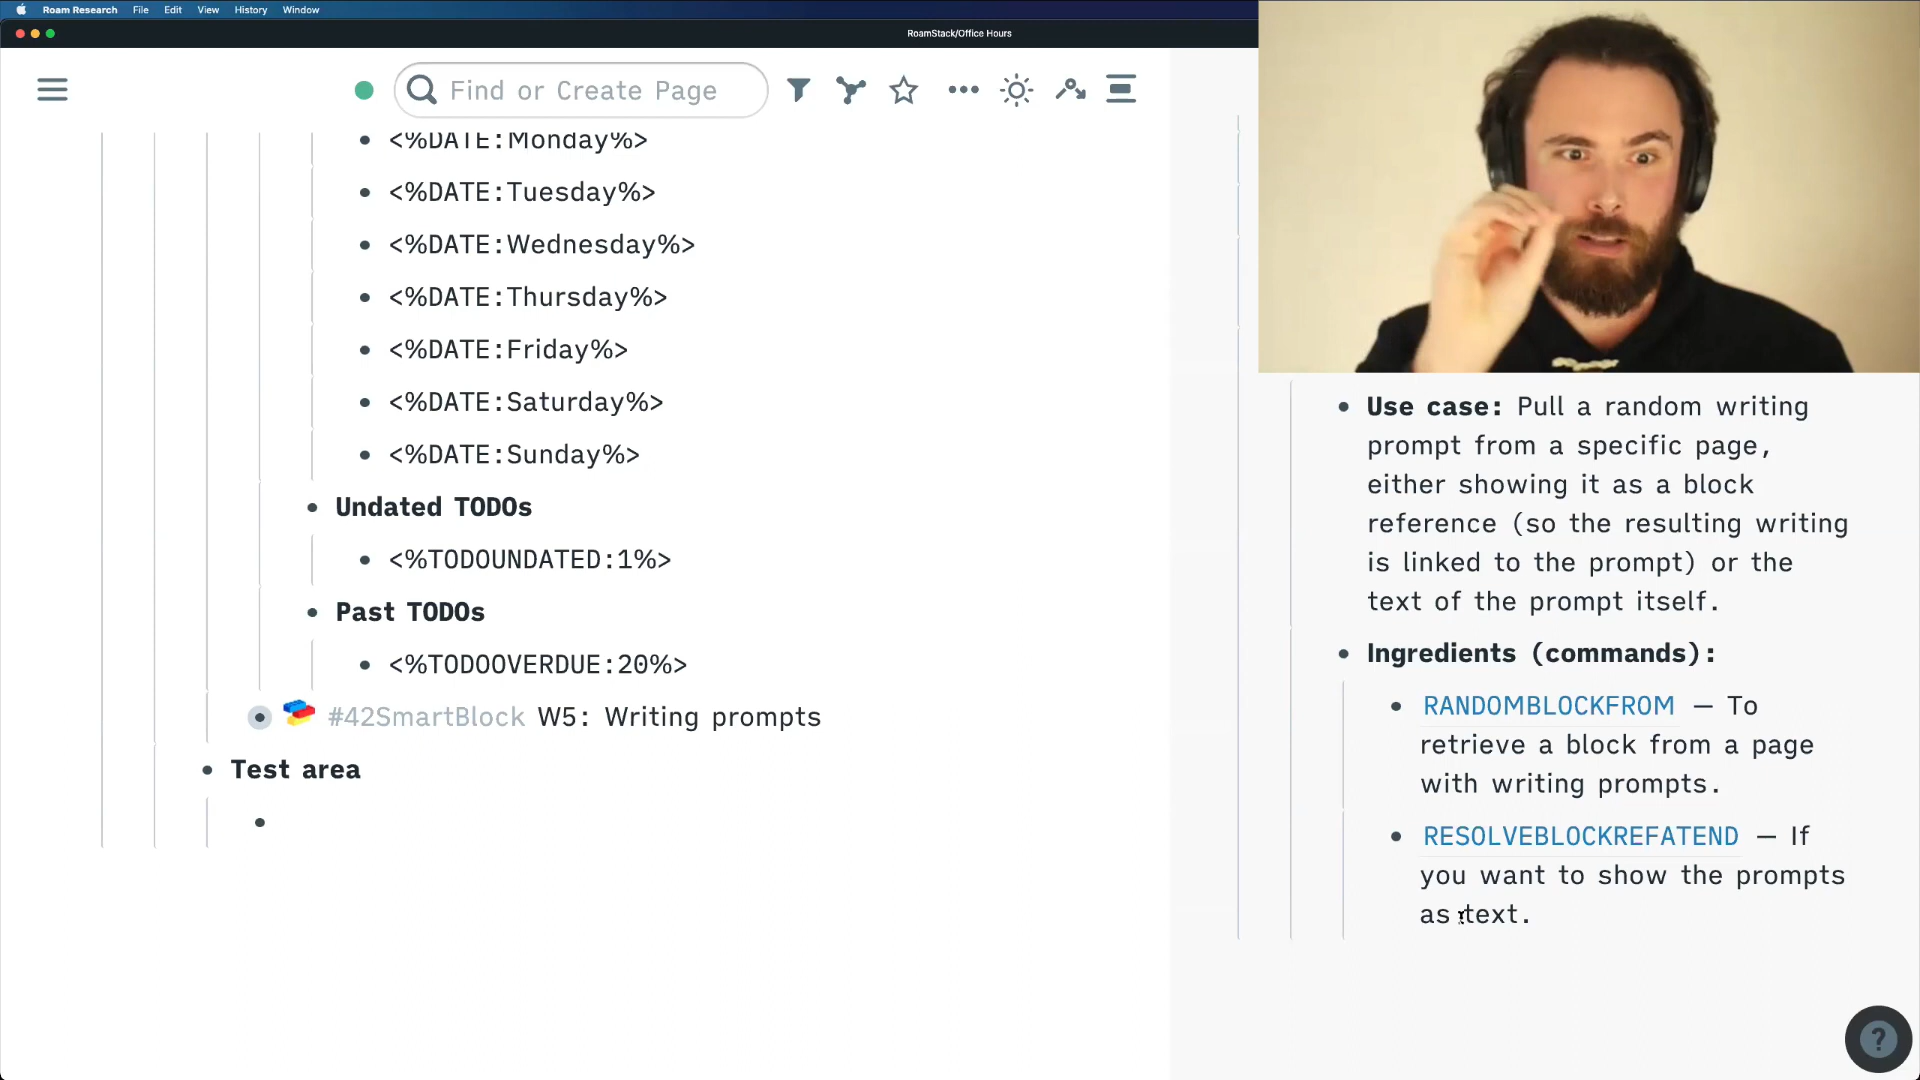 Roam Research File Edit View History Window
RoamStack/Office Hours
Find or Create Page
<%DATE:Monday%>
<%DATE:Tuesday%>
<%DATE:Wednesday%>
<%DATE:Thursday%>
<%DATE:Friday%>
<%DATE:Saturday%>
<%DATE:Sunday%>
Undated TODOs
<%TODOUNDATED:1%>
Past TODOs
<%TODOOVERDUE:20%>
#42SmartBlock W5: Writing prompts
Test area
Use case: Pull a random writing
prompt from a specific page,
either showing it as a block
reference (so the resulting writing
is linked to the prompt) or the
text of the prompt itself.
Ingredients (commands):
RANDOMBLOCKFROM — To
retrieve a block from a page
with writing prompts.
RESOLVEBLOCKREFATEND — If
you want to show the prompts
as text.
?